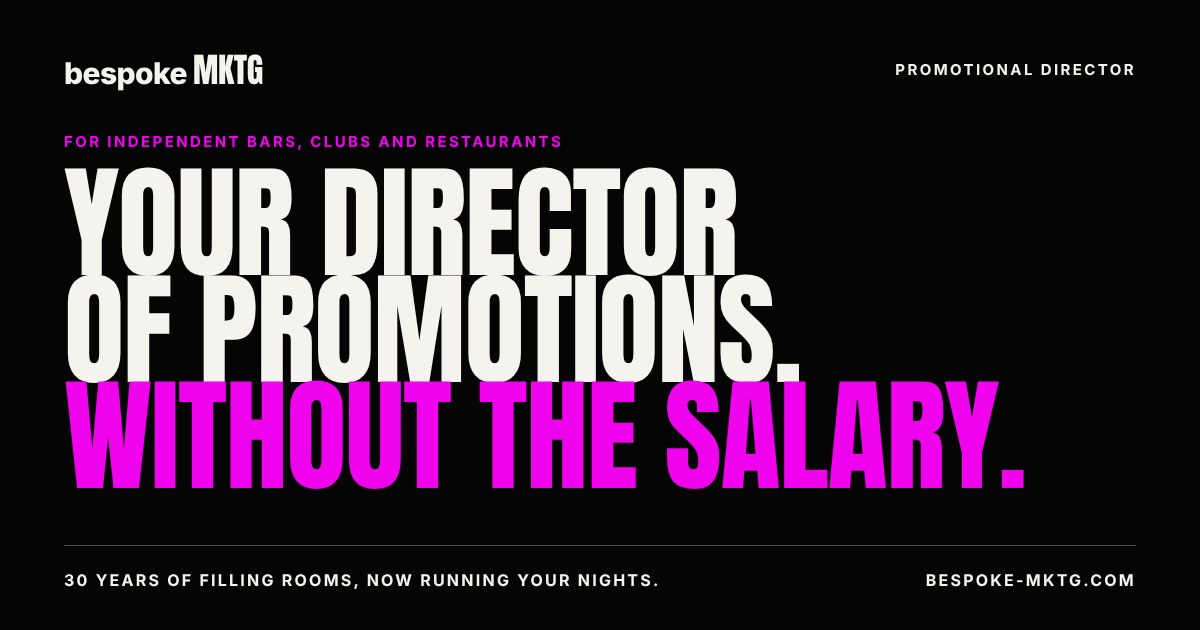 bespoke MKTG
PROMOTIONAL DIRECTOR
FOR INDEPENDENT BARS, CLUBS AND RESTAURANTS
YOUR DIRECTOR
OF PROMOTIONS.
WITHOUT THE SALARY.
30 YEARS OF FILLING ROOMS, NOW RUNNING YOUR NIGHTS.
BESPOKE-MKTG.COM